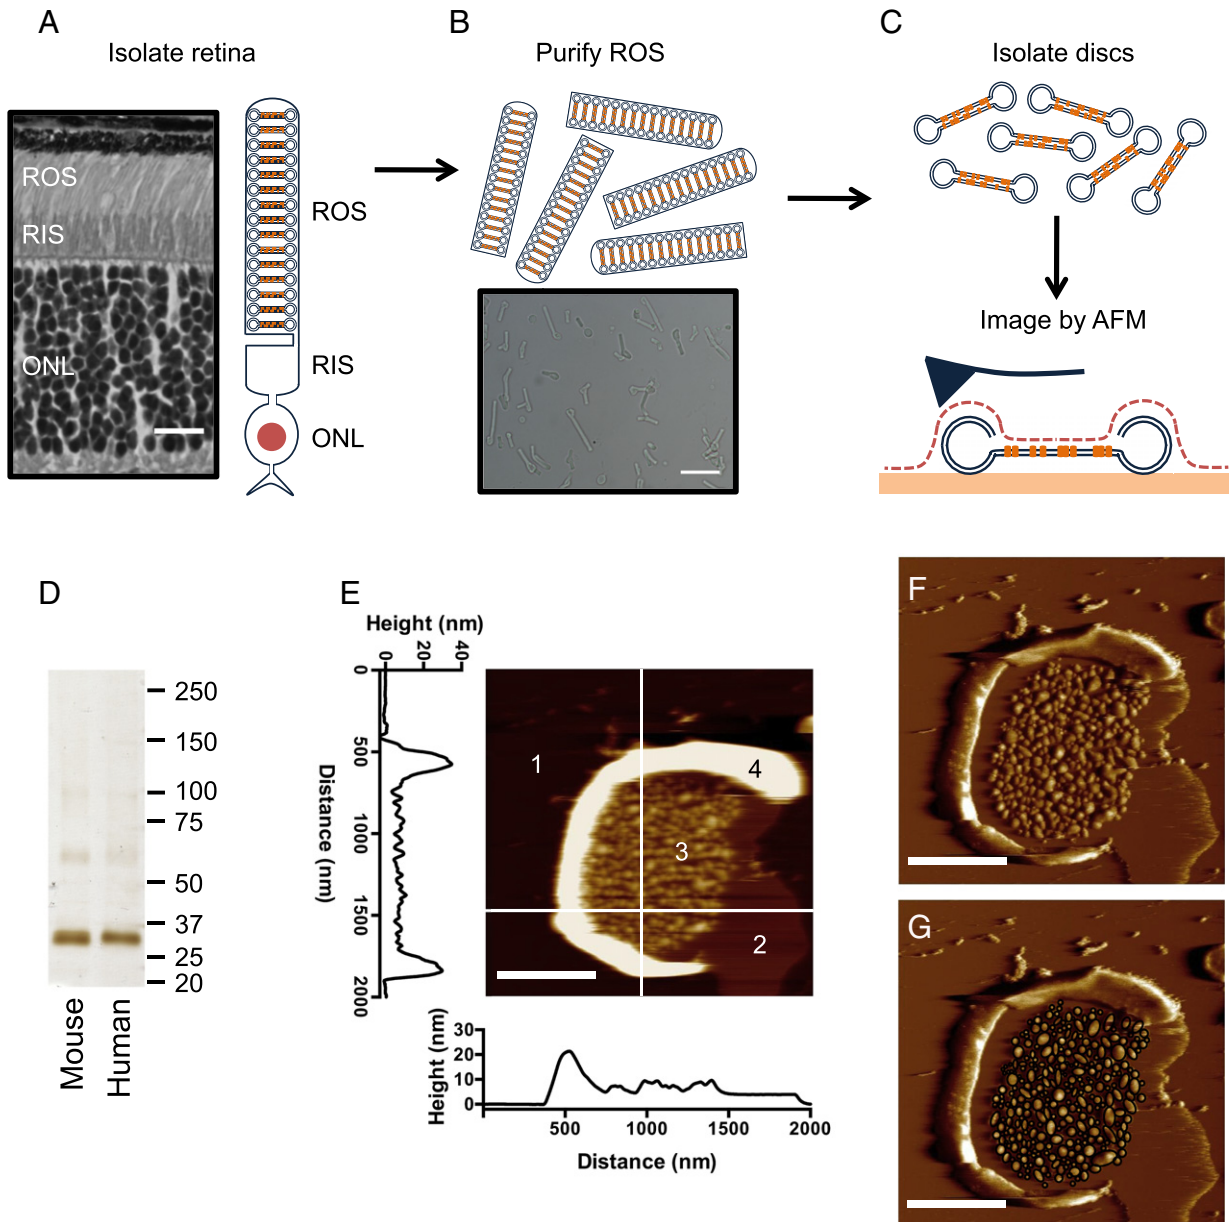 A
Isolate retina
ROS
RIS
ONL
ROS
RIS
ONL
B
Purify ROS
C
Isolate discs
Image by AFM
D
250
150
100
75
50
37
25
20
Mouse
Human
E
Height (nm)
0
20
40
0
500
1000
1500
2000
Distance (nm)
1
4
3
2
Height (nm)
30
20
10
0
500
1000
1500
2000
Distance (nm)
F
G